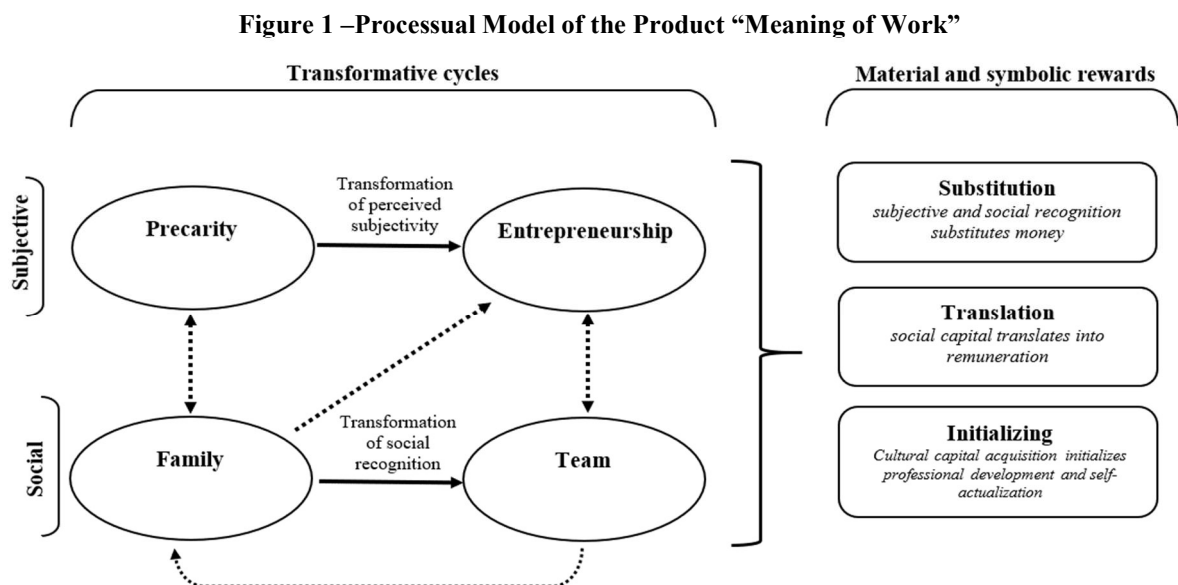 Figure 1 –Processual Model of the Product “Meaning of Work”
Transformative cycles
Material and symbolic rewards
Subjective
Precarity
Transformation
of perceived
subjectivity
Entrepreneurship
Social
Family
Transformation
of social
recognition
Team
Substitution
subjective and social recognition
substitutes money
Translation
social capital translates into
remuneration
Initializing
Cultural capital acquisition initializes
professional development and self-
actualization